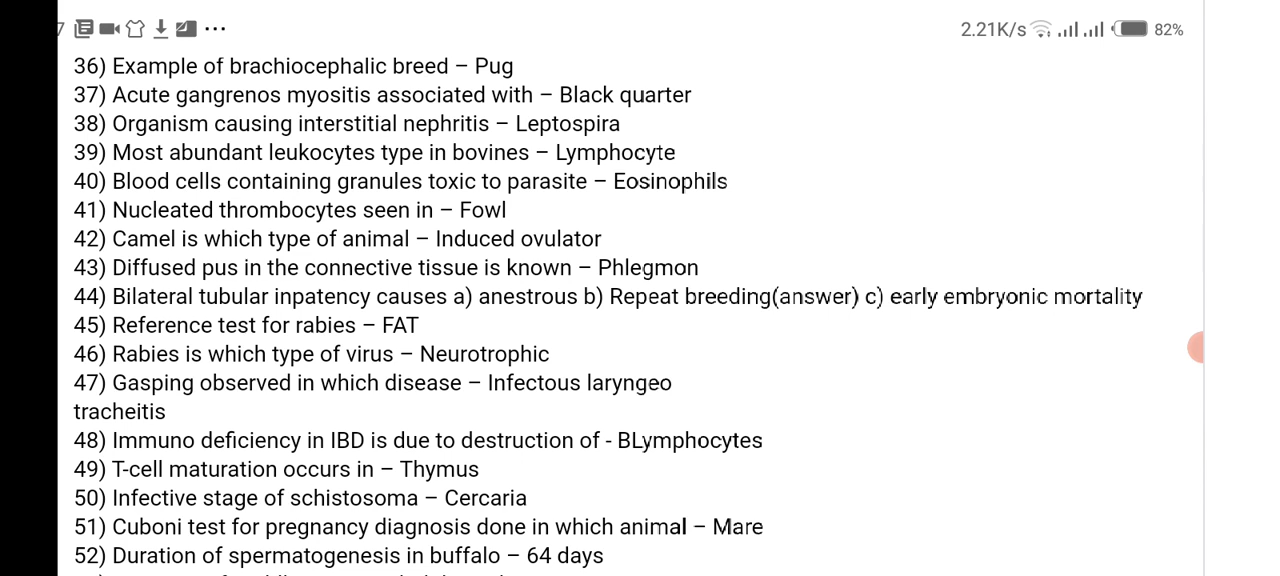 7
2.21K/s 82%
36) Example of brachiocephalic breed – Pug
37) Acute gangrenos myositis associated with – Black quarter
38) Organism causing interstitial nephritis – Leptospira
39) Most abundant leukocytes type in bovines – Lymphocyte
40) Blood cells containing granules toxic to parasite – Eosinophils
41) Nucleated thrombocytes seen in – Fowl
42) Camel is which type of animal – Induced ovulator
43) Diffused pus in the connective tissue is known – Phlegmon
44) Bilateral tubular inpatency causes a) anestrous b) Repeat breeding(answer) c) early embryonic mortality
45) Reference test for rabies – FAT
46) Rabies is which type of virus – Neurotrophic
47) Gasping observed in which disease – Infectous laryngeo
tracheitis
48) Immuno deficiency in IBD is due to destruction of - BLymphocytes
49) T-cell maturation occurs in – Thymus
50) Infective stage of schistosoma – Cercaria
51) Cuboni test for pregnancy diagnosis done in which animal – Mare
52) Duration of spermatogenesis in buffalo – 64 days